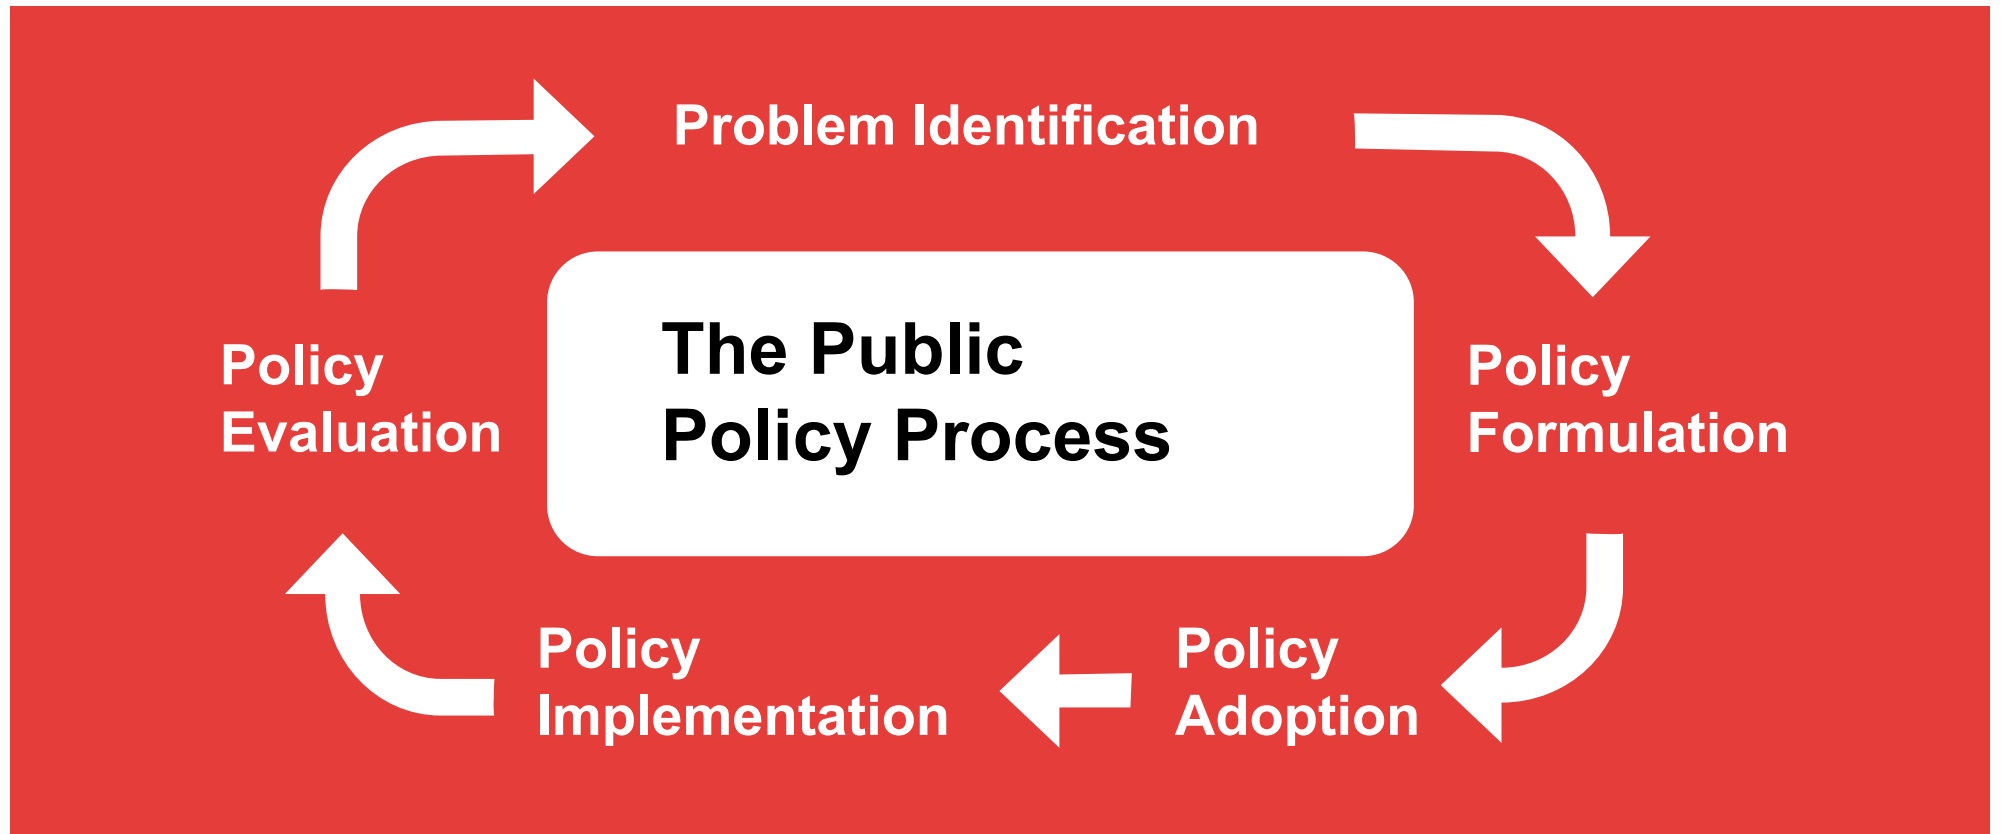 Problem Identification
The Public
Policy Process
Policy
Formulation
Policy
Adoption
Policy
Implementation
Policy
Evaluation